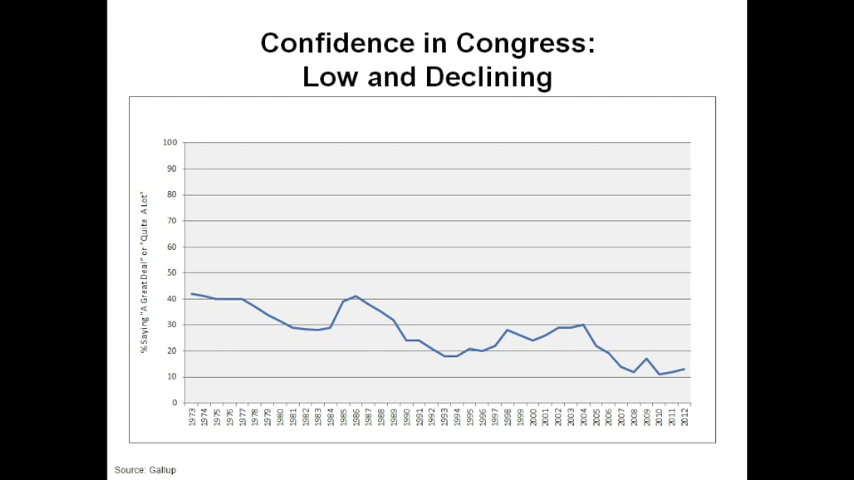 Confidence in Congress:
Low and Declining
% Saying "A Great Deal" or "Quite A Lot"
100
90
80
70
60
50
40
30
20
10
0
1973 1974 1975 1976 1977 1978 1979 1980 1981 1982 1983 1984 1985 1986 1987 1988 1989 1990 1991 1992 1993 1994 1995 1996 1997 1998 1999 2000 2001 2002 2003 2004 2005 2006 2007 2008 2009 2010 2011 2012
Source: Gallup